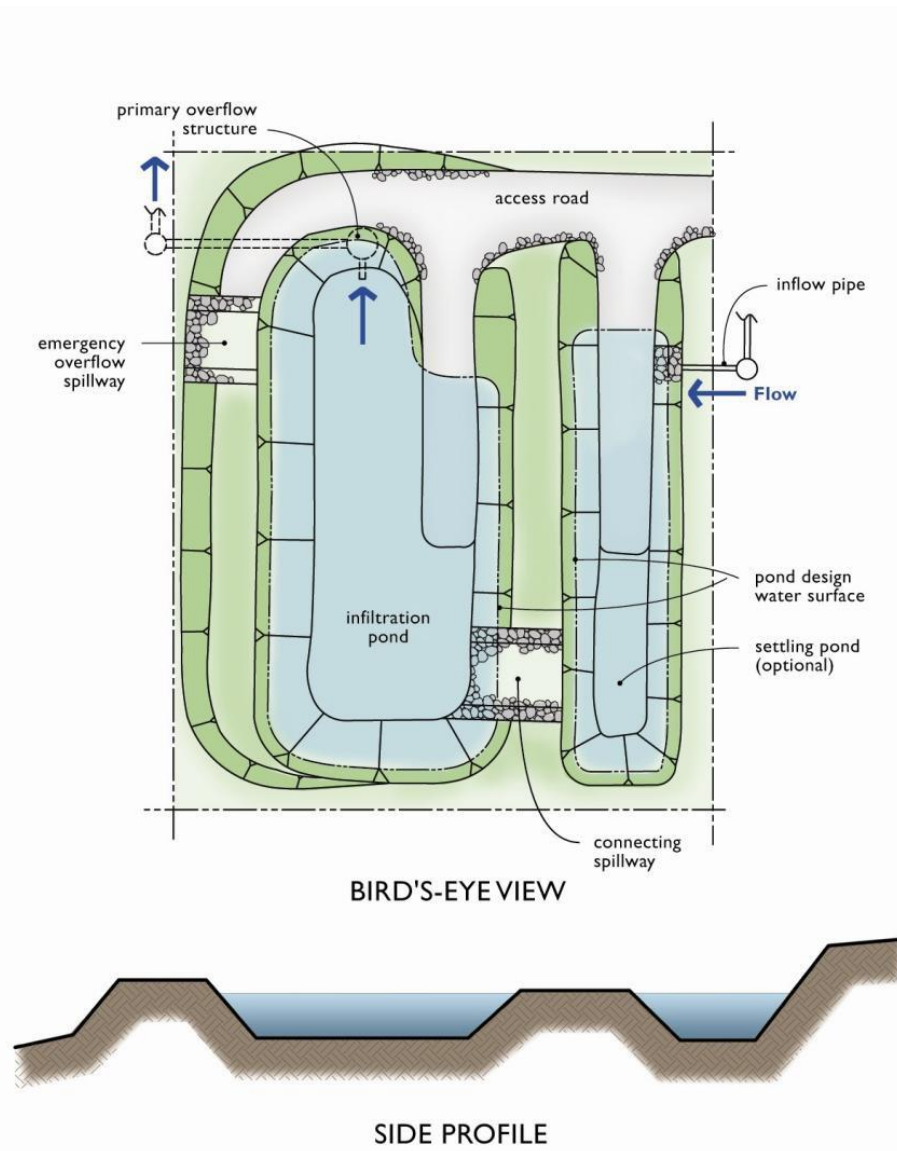 primary overflow
structure
access road
inflow pipe
emergency
overflow
spillway
Flow
pond design
water surface
infiltration
pond
settling pond
(optional)
connecting
spillway
BIRD'S-EYE VIEW
SIDE PROFILE